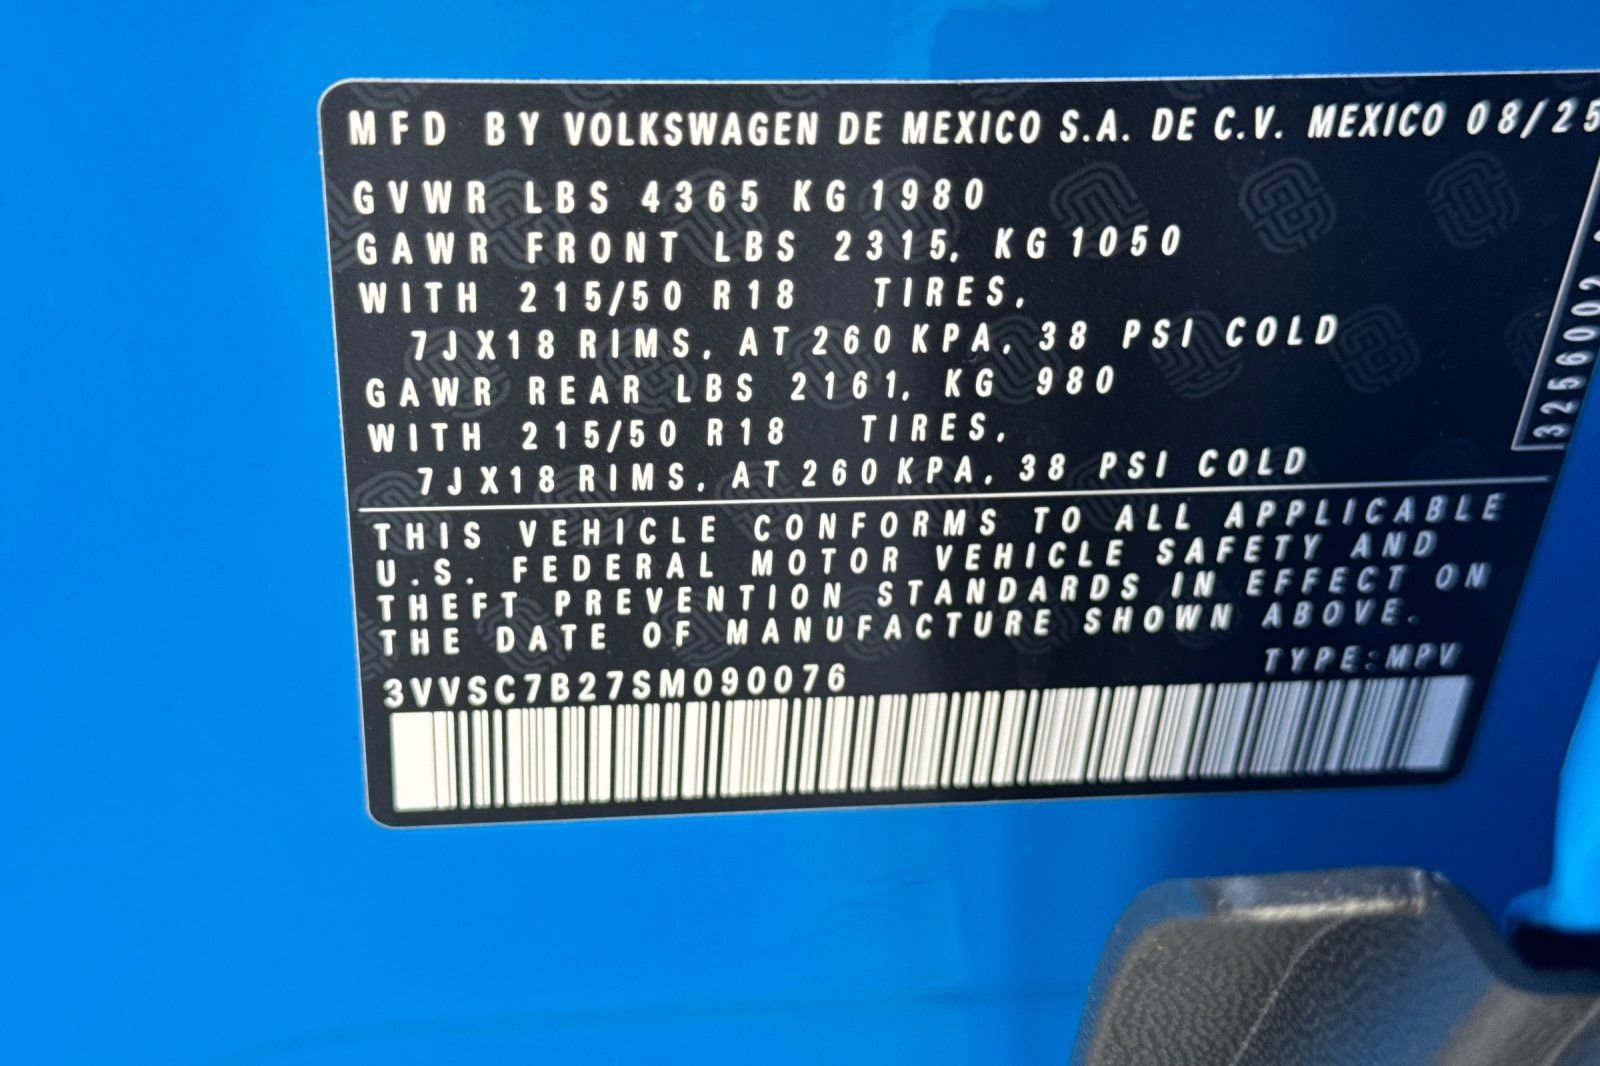 MFD BY VOLKSWAGEN DE MEXICO S.A. DE C.V. MEXICO 08/25
GVWR LBS 4365 KG 1980
GAWR FRONT LBS 2315, KG 1050
WITH 215/50 R18 TIRES,
7JX18 RIMS, AT 260 KPA, 38 PSI COLD
GAWR REAR LBS 2161, KG 980
WITH 215/50 R18 TIRES,
7JX18 RIMS, AT 260 KPA, 38 PSI COLD
THIS VEHICLE CONFORMS TO ALL APPLICABLE
U.S. FEDERAL MOTOR VEHICLE SAFETY AND
THEFT PREVENTION STANDARDS IN EFFECT ON
THE DATE OF MANUFACTURE SHOWN ABOVE.
TYPE:MPV
3VVSC7B27SM090076
3256002